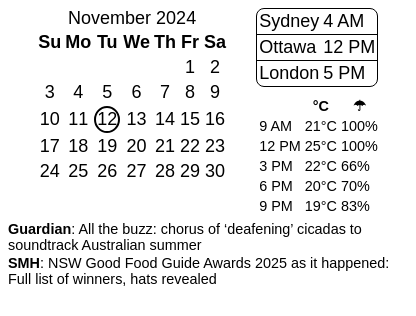 November 2024
Su Mo Tu We Th Fr Sa
1 2
3 4 5 6 7 8 9
10 11 12 13 14 15 16
17 18 19 20 21 22 23
24 25 26 27 28 29 30
Sydney 4 AM
Ottawa 12 PM
London 5 PM
°C ☂
9 AM 21°C 100%
12 PM 25°C 100%
3 PM 22°C 66%
6 PM 20°C 70%
9 PM 19°C 83%
Guardian: All the buzz: chorus of ‘deafening’ cicadas to
soundtrack Australian summer
SMH: NSW Good Food Guide Awards 2025 as it happened:
Full list of winners, hats revealed